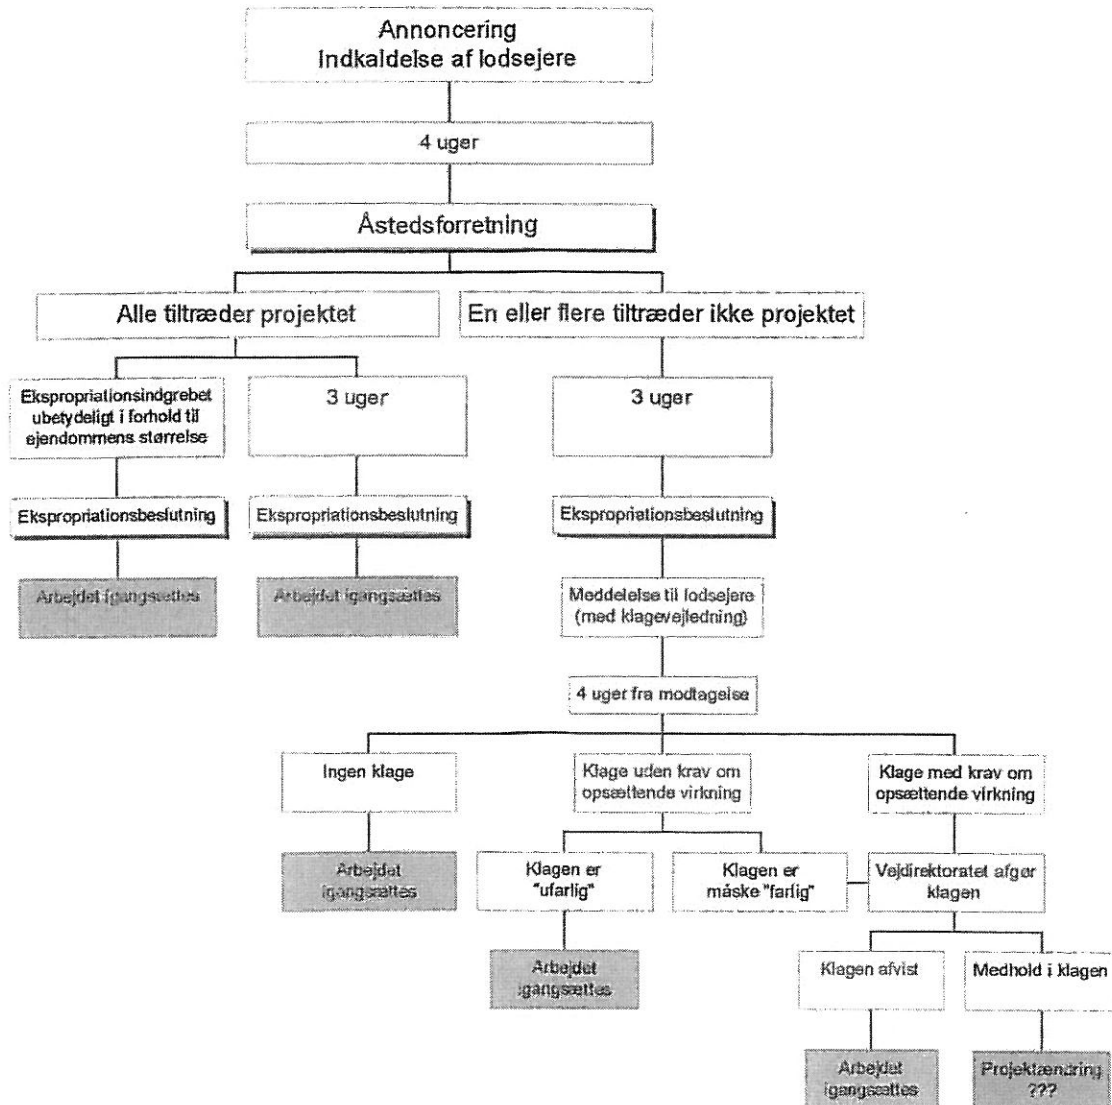 Annoncering
Indkaldelse af lodsejere
4 uger
Åstedsforretning
Alle tiltræder projektet
En eller flere tiltræder ikke projektet
Ekspropriationsindgrebet
ubetydeligt i forhold til
ejendommens størrelse
3 uger
3 uger
Ekspropriationsbeslutning
Ekspropriationsbeslutning
Ekspropriationsbeslutning
Arbejdet igangsættes
Arbejdet igangsættes
Meddelelse til lodsejere
(med klagevejledning)
4 uger fra modtagelse
Ingen klage
Klage uden krav om
opsættende virkning
Klage med krav om
opsættende virkning
Arbejdet
igangsættes
Klagen er
"ufarlig"
Klagen er
måske "farlig"
Vejdirektoratet afgør
klagen
Arbejdet
igangsættes
Klagen afvist
Medhold i klagen
Arbejdet
igangsættes
Projektændring
???